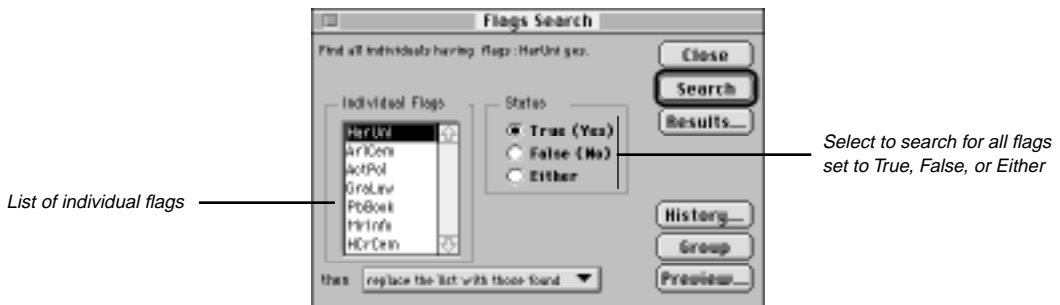 Flags Search
Find all individuals having flags :HarUni yes.
Close
Search
Results...
Individual Flags
HarUni
ArlCem
ActPol
GraLaw
PbBook
MrInfo
HCrCem
Status
True (Yes)
False (No)
Either
History...
Group
Preview...
then replace the list with those found
List of individual flags
Select to search for all flags
set to True, False, or Either